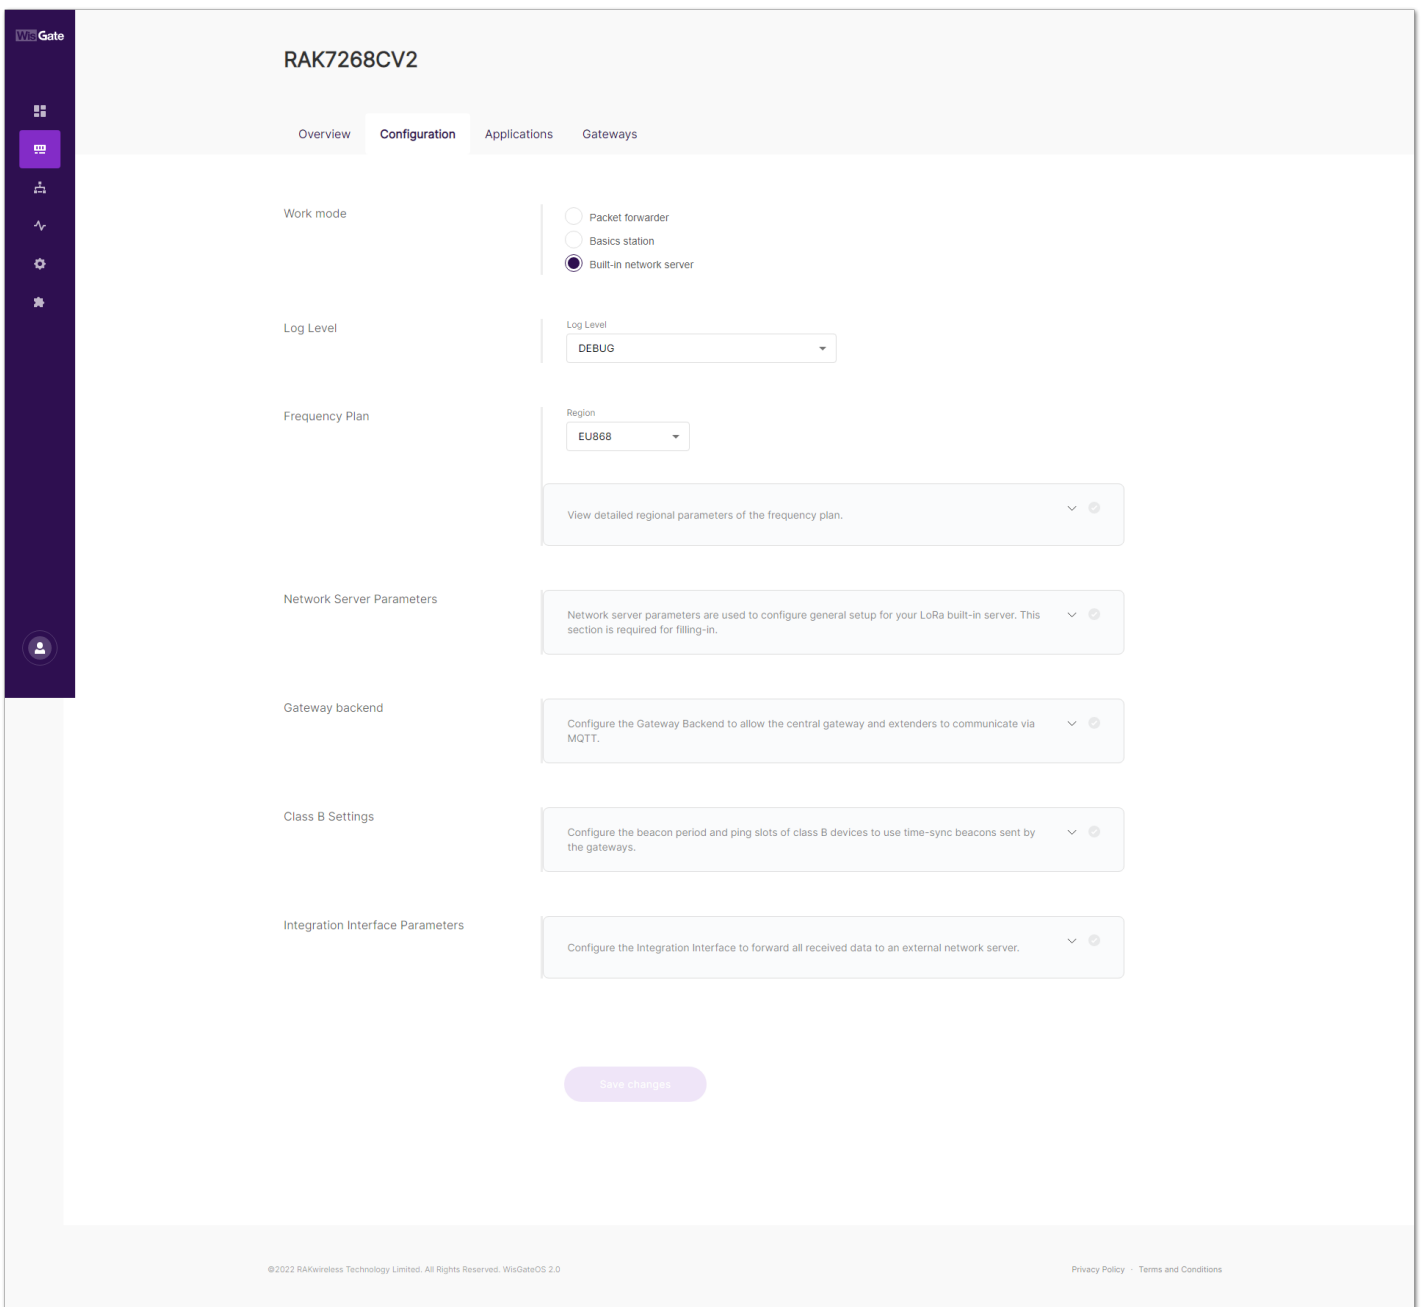 WisGate
RAK7268CV2
Overview
Configuration
Applications
Gateways
Work mode
Packet forwarder
Basics station
Built-in network server
Log Level
Log Level
DEBUG
Frequency Plan
Region
EU868
View detailed regional parameters of the frequency plan.
Network Server Parameters
Network server parameters are used to configure general setup for your LoRa built-in server. This
section is required for filling-in.
Gateway backend
Configure the Gateway Backend to allow the central gateway and extenders to communicate via
MQTT.
Class B Settings
Configure the beacon period and ping slots of class B devices to use time-sync beacons sent by
the gateways.
Integration Interface Parameters
Configure the Integration Interface to forward all received data to an external network server.
Save changes
©2022 RAKwireless Technology Limited. All Rights Reserved. WisGateOS 2.0
Privacy Policy · Terms and Conditions